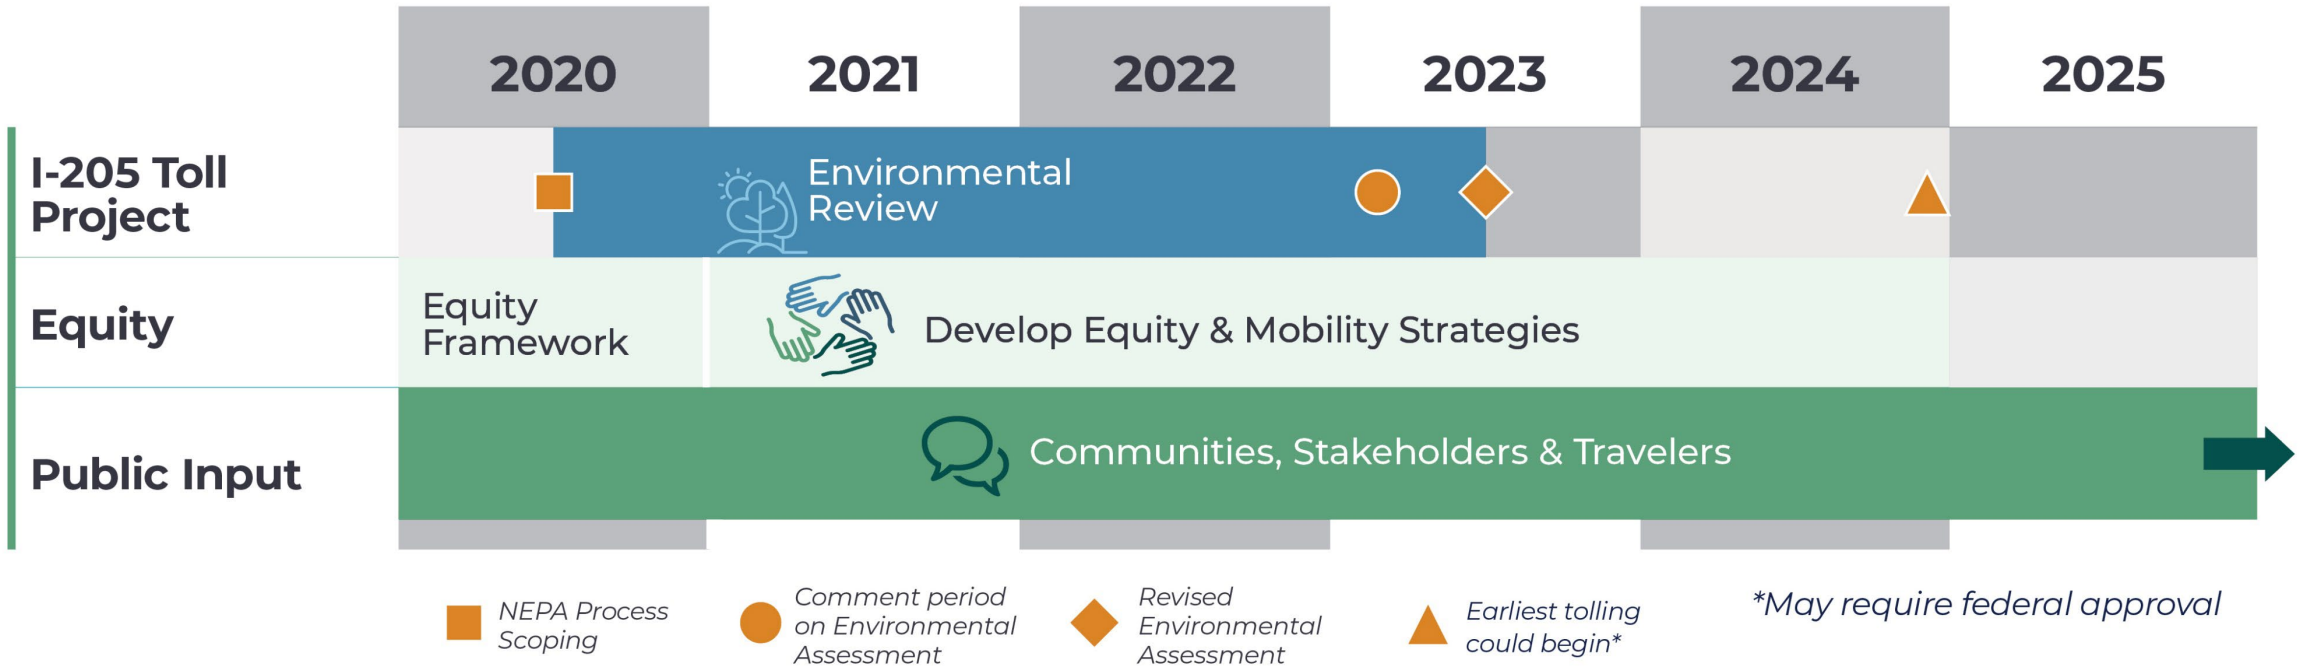 2020 2021 2022 2023 2024 2025
I-205 Toll
Project
Environmental
Review
Equity
Equity
Framework
Develop Equity & Mobility Strategies
Public Input
Communities, Stakeholders & Travelers
NEPA Process
Scoping
Comment period
on Environmental
Assessment
Revised
Environmental
Assessment
Earliest tolling
could begin*
*May require federal approval